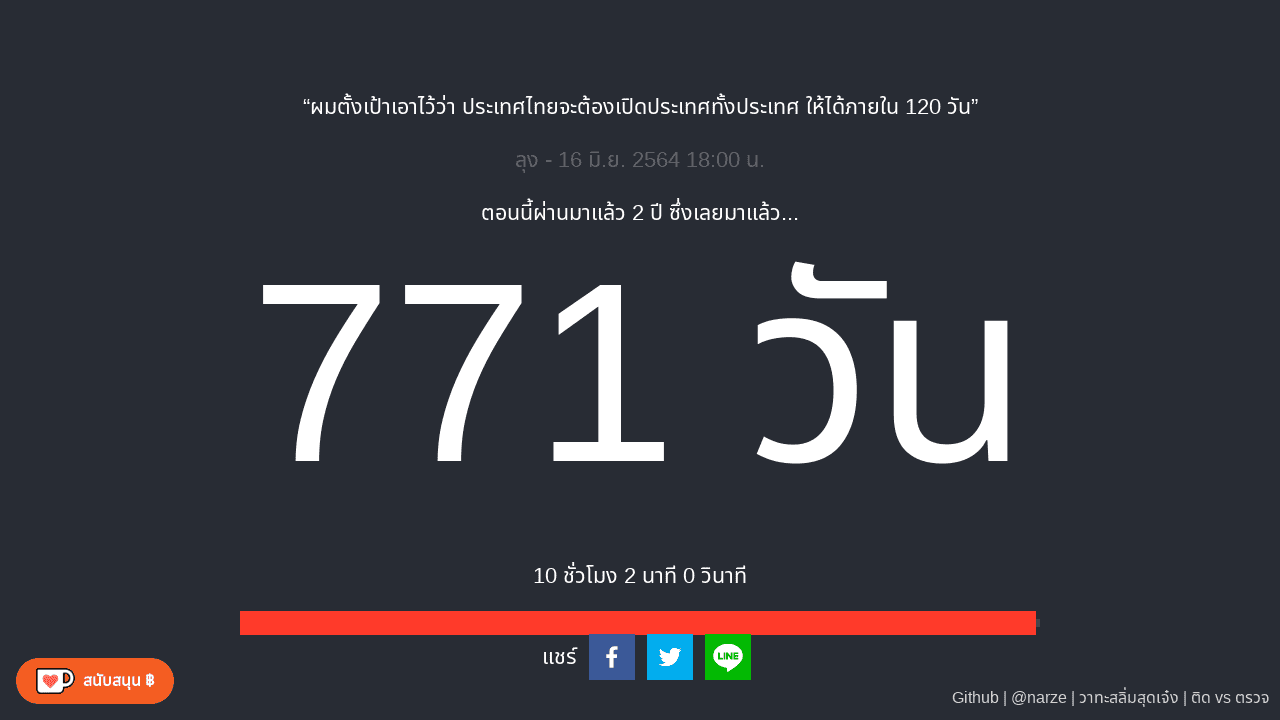 “ผมตั้งเป้าเอาไว้ว่า ประเทศไทยจะต้องเปิดประเทศทั้งประเทศ ให้ได้ภายใน 120 วัน”
ลุง - 16 มิ.ย. 2564 18:00 น.
ตอนนี้ผ่านมาแล้ว 2 ปี ซึ่งเลยมาแล้ว...
771 วัน
10 ชั่วโมง 2 นาที 0 วินาที
แชร์
LINE
สนับสนุน ฿
Github | @narze | วาทะสลิ่มสุดเจ๋ง | ติด vs ตรวจ